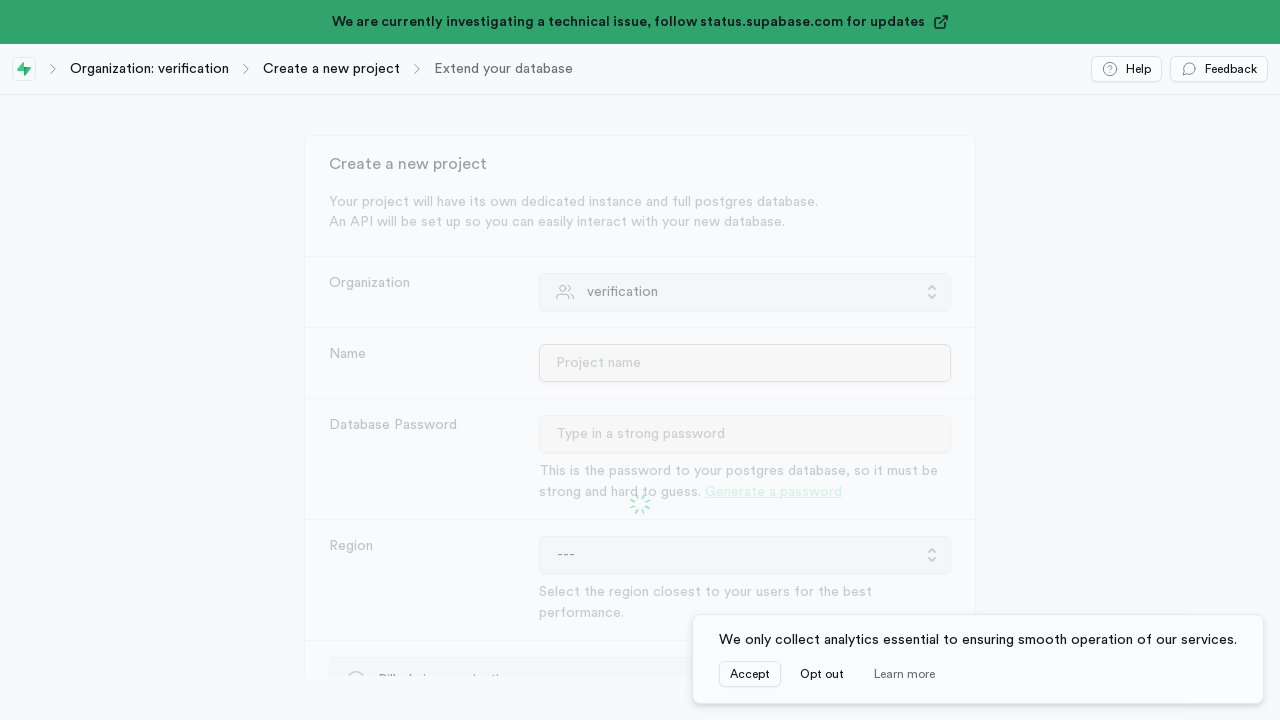 We are currently investigating a technical issue, follow status.supabase.com for updates
Organization: verification
Create a new project
Extend your database
Help
Feedback
Create a new project
Your project will have its own dedicated instance and full postgres database.
An API will be set up so you can easily interact with your new database.
Organization
verification
Name
Project name
Database Password
Type in a strong password
This is the password to your postgres database, so it must be
strong and hard to guess. Generate a password
Region
---
Select the region closest to your users for the best
performance.
We only collect analytics essential to ensuring smooth operation of our services.
Accept
Opt out
Learn more